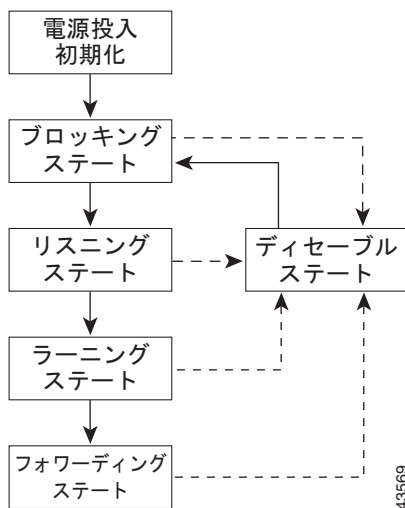 電源投入
初期化
ブロッキング
ステート
リスニング
ステート
ディセーブル
ステート
ラーニング
ステート
フォワーディング
ステート
43569